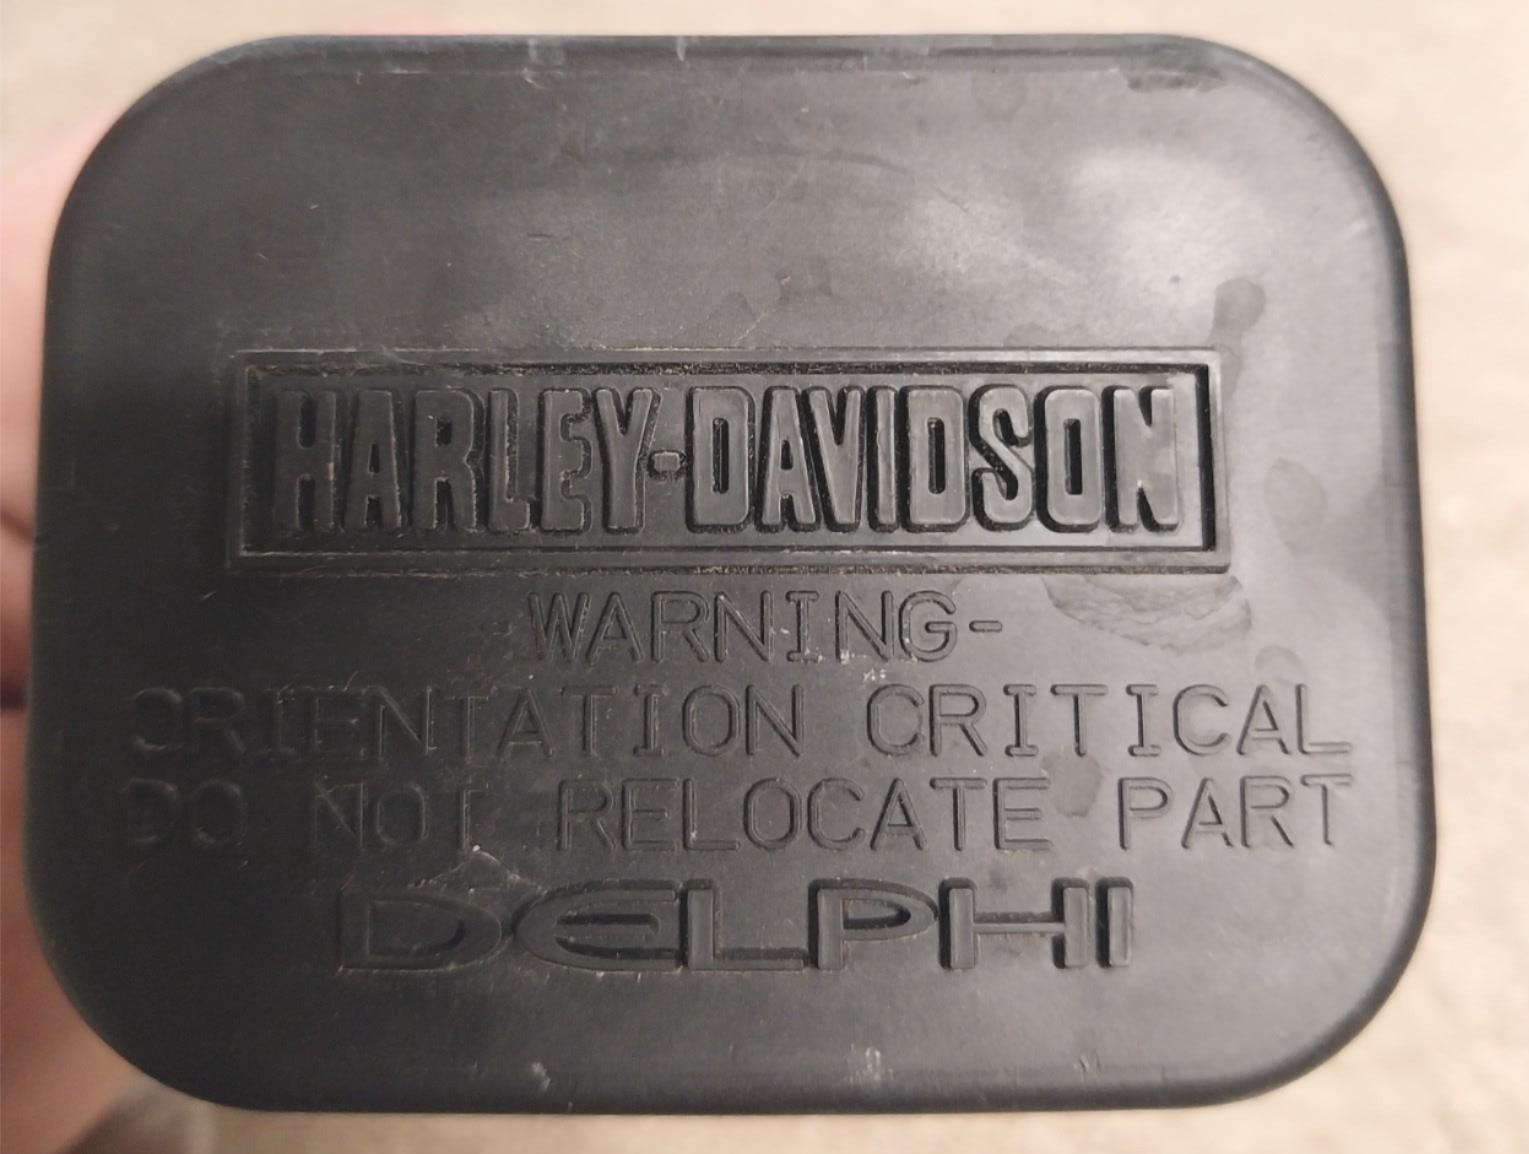 HARLEY-DAVIDSON
WARNING-
ORIENTATION CRITICAL
DO NOT RELOCATE PART
DELPHI